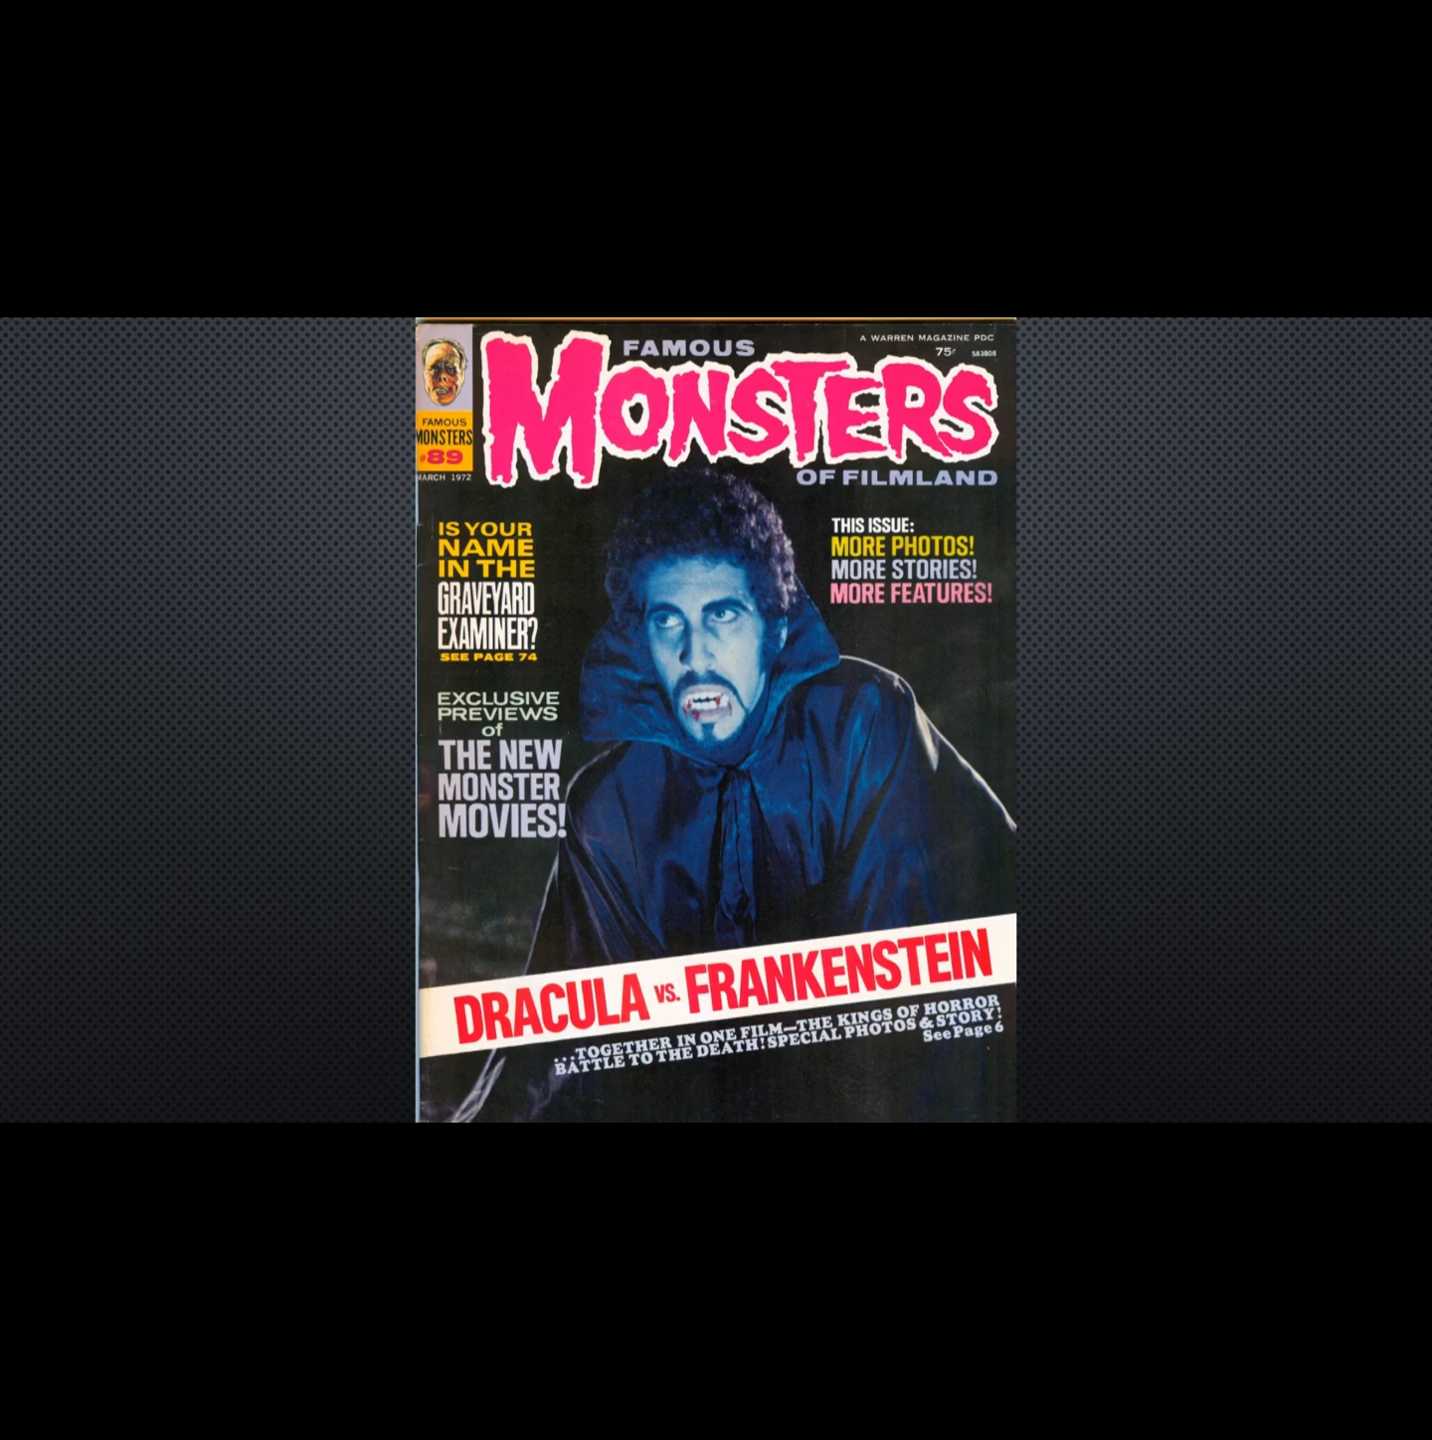 A WARREN MAGAZINE PDC
75¢ 583808
FAMOUS
MONSTERS
OF FILMLAND
FAMOUS
MONSTERS
#89
MARCH 1972
IS YOUR
NAME
IN THE
GRAVEYARD
EXAMINER?
SEE PAGE 74
THIS ISSUE:
MORE PHOTOS!
MORE STORIES!
MORE FEATURES!
EXCLUSIVE
PREVIEWS
of
THE NEW
MONSTER
MOVIES!
DRACULA VS. FRANKENSTEIN
...TOGETHER IN ONE FILM—THE KINGS OF HORROR
BATTLE TO THE DEATH! SPECIAL PHOTOS & STORY!
See Page 6